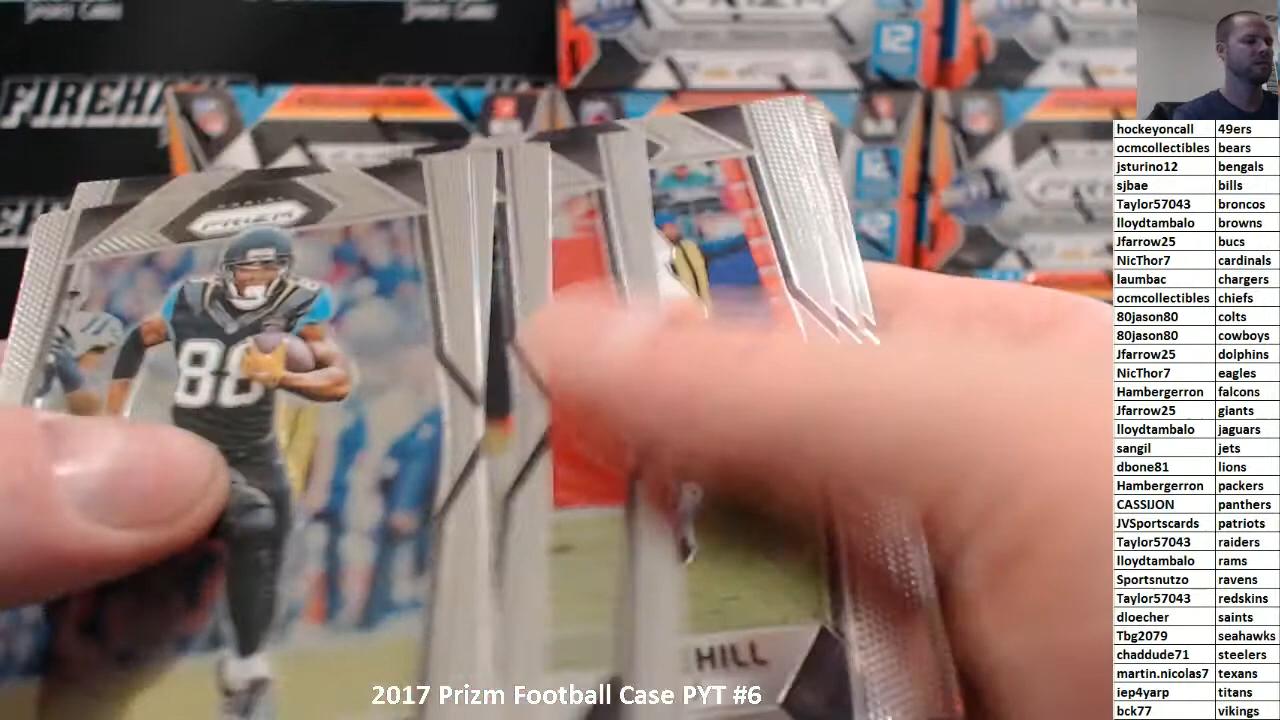 FIREH
PRIZM
12
PRIZM
88
HILL
2017 Prizm Football Case PYT #6
hockeyoncall 49ers
ocmcollectibles bears
jsturino12 bengals
sjbae bills
Taylor57043 broncos
lloydtambalo browns
Jfarrow25 bucs
NicThor7 cardinals
laumbac chargers
ocmcollectibles chiefs
80jason80 colts
80jason80 cowboys
Jfarrow25 dolphins
NicThor7 eagles
Hambergerron falcons
Jfarrow25 giants
lloydtambalo jaguars
sangil jets
dbone81 lions
Hambergerron packers
CASSIJON panthers
JVSportscards patriots
Taylor57043 raiders
lloydtambalo rams
Sportsnutzo ravens
Taylor57043 redskins
dloecher saints
Tbg2079 seahawks
chaddude71 steelers
martin.nicolas7 texans
iep4yarp titans
bck77 vikings